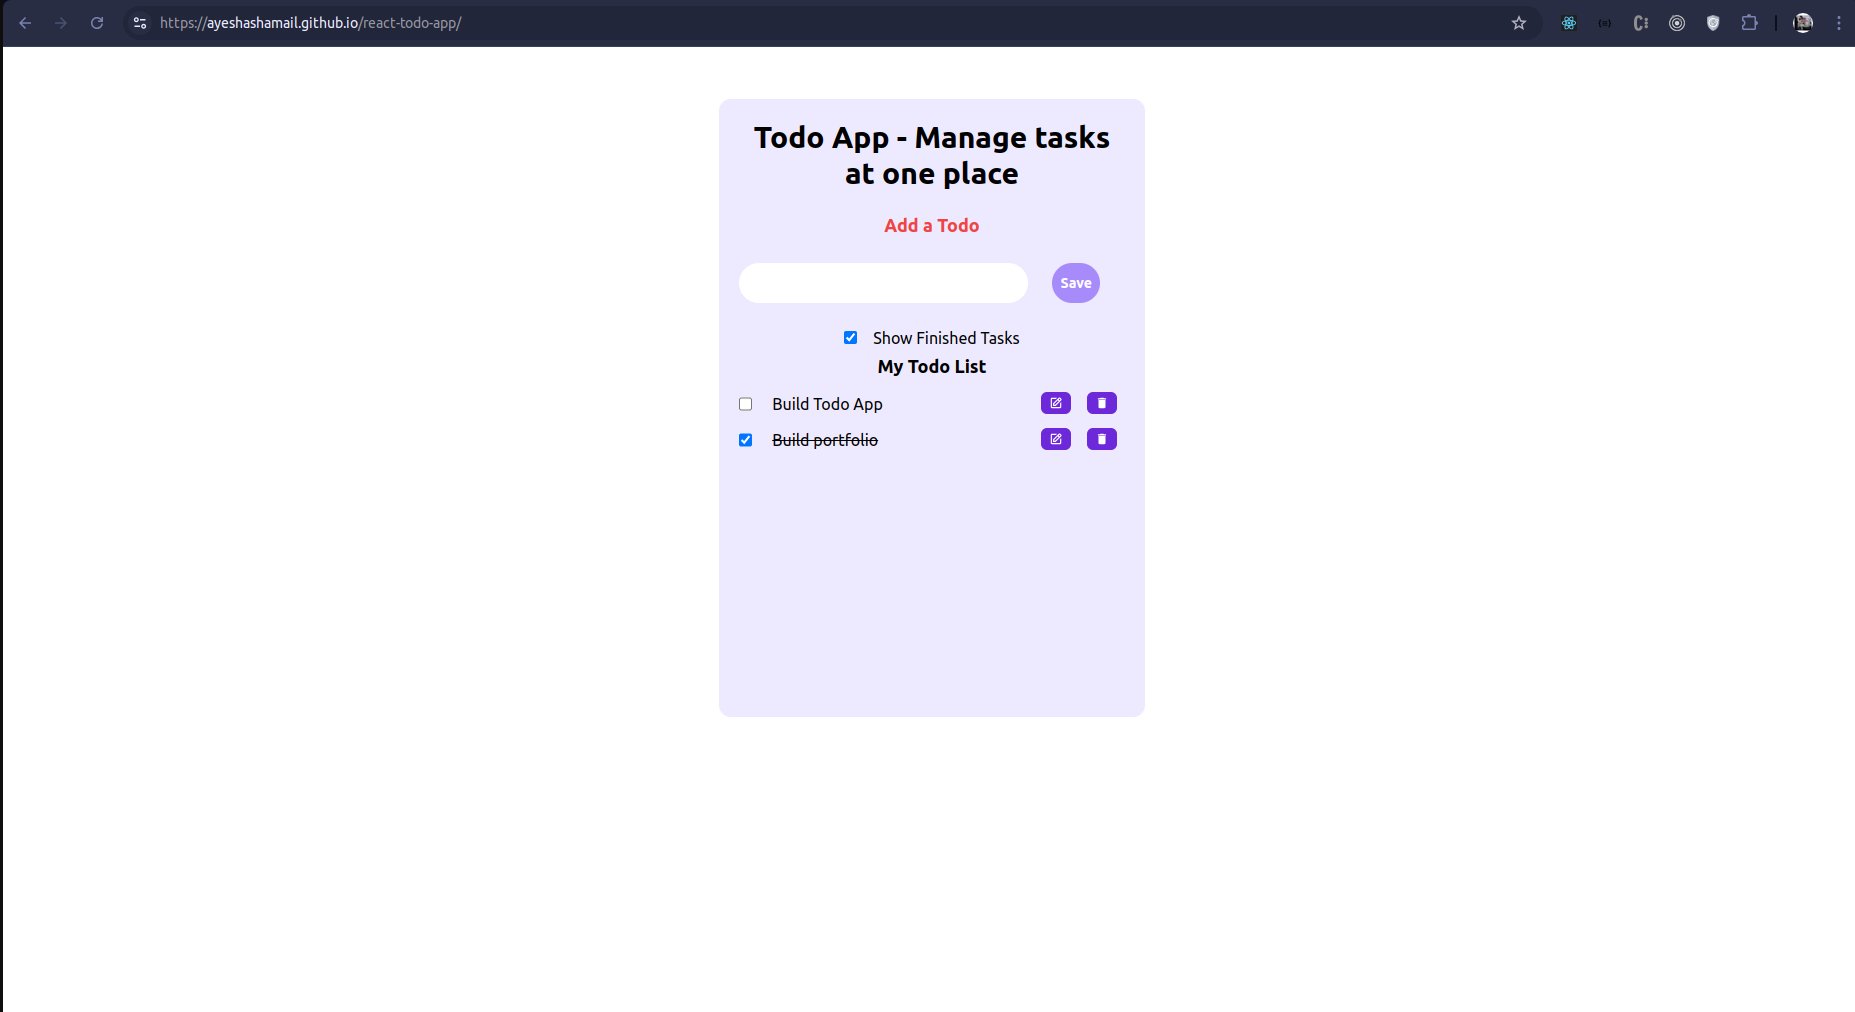 https://ayeshashamail.github.io/react-todo-app/
Todo App - Manage tasks
at one place
Add a Todo
Save
Show Finished Tasks
My Todo List
Build Todo App
Build portfolio